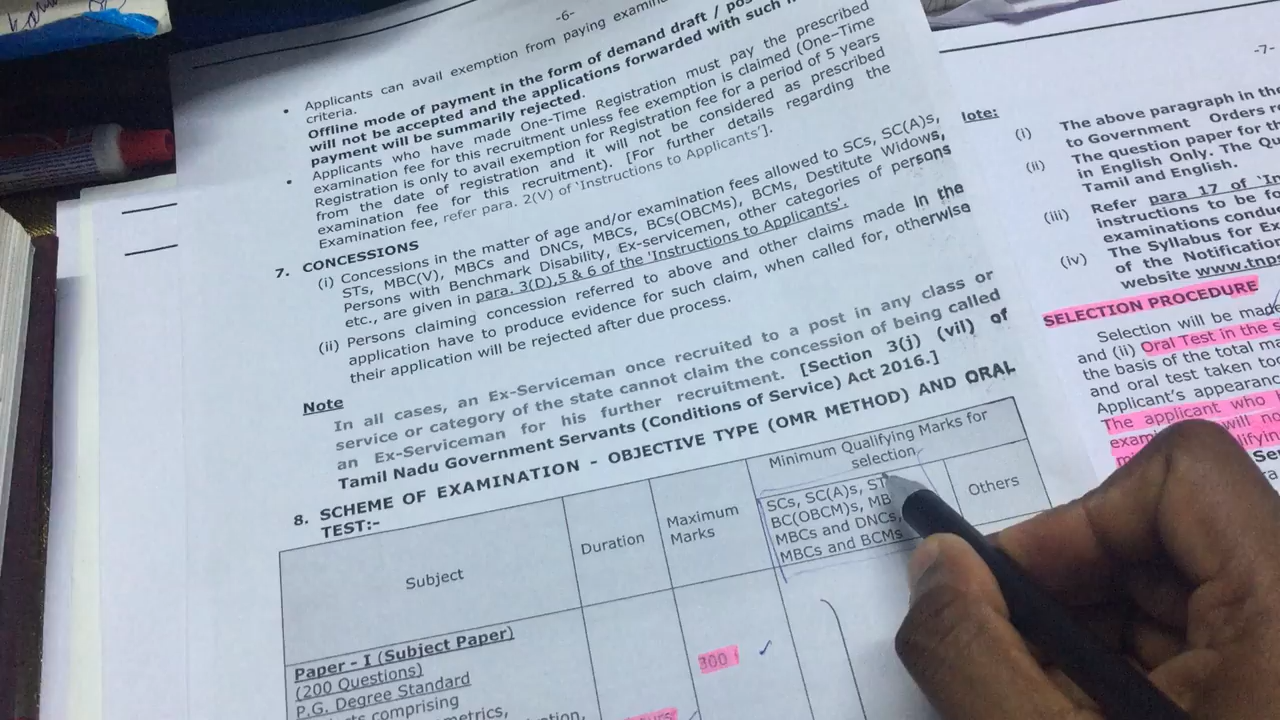 -6-
Applicants can avail exemption from paying
criteria.
Offline mode of payment in the form of demand draft /
will not be accepted and the applications forwarded with such
payment will be summarily rejected.
Applicants who have made One-Time Registration must pay the prescribed
examination fee for this recruitment unless fee exemption is claimed (One-Time
Registration is only to avail exemption for Registration fee for a period of 5 years
from the date of registration and it will not be considered as prescribed
examination fee for this recruitment). [For further details regarding the
Examination fee, refer para. 2(V) of 'Instructions to Applicants'].
7. CONCESSIONS
(i) Concessions in the matter of age and/or examination fees allowed to SCs, SC(A)s,
STs, MBC(V), MBCs and DNCs, MBCs, BCs(OBCMs), BCMs, Destitute Widows,
Persons with Benchmark Disability, Ex-servicemen, other categories of persons
etc., are given in para. 3(D),5 & 6 of the 'Instructions to Applicants'.
(ii) Persons claiming concession referred to above and other claims made in the
application have to produce evidence for such claim, when called for, otherwise
their application will be rejected after due process.
Note
In all cases, an Ex-Serviceman once recruited to a post in any class or
service or category of the state cannot claim the concession of being called
an Ex-Serviceman for his further recruitment. [Section 3(j) (vii) of
Tamil Nadu Government Servants (Conditions of Service) Act 2016.]
8. SCHEME OF EXAMINATION - OBJECTIVE TYPE (OMR METHOD) AND ORAL
TEST:-
Subject
Duration
Maximum
Marks
Minimum Qualifying Marks for
selection
SCs, SC(A)s,
BC(OBCM)s,
MBCs and DNCs,
MBCs and BCMs
Others
Paper - I (Subject Paper)
(200 Questions)
P.G. Degree Standard
comprising
300
-7-
(i) The above paragraph in
to Government Orders
(ii) The question paper for
in English Only. The
Tamil and English.
(iii) Refer para 17 of
instructions to be
examinations
(iv) The Syllabus for
of the Notification
website
SELECTION PROCEDURE
Selection will be
and (ii) Oral Test in the
the basis of the total
and oral test taken
Applicant's appearance
The applicant who
will